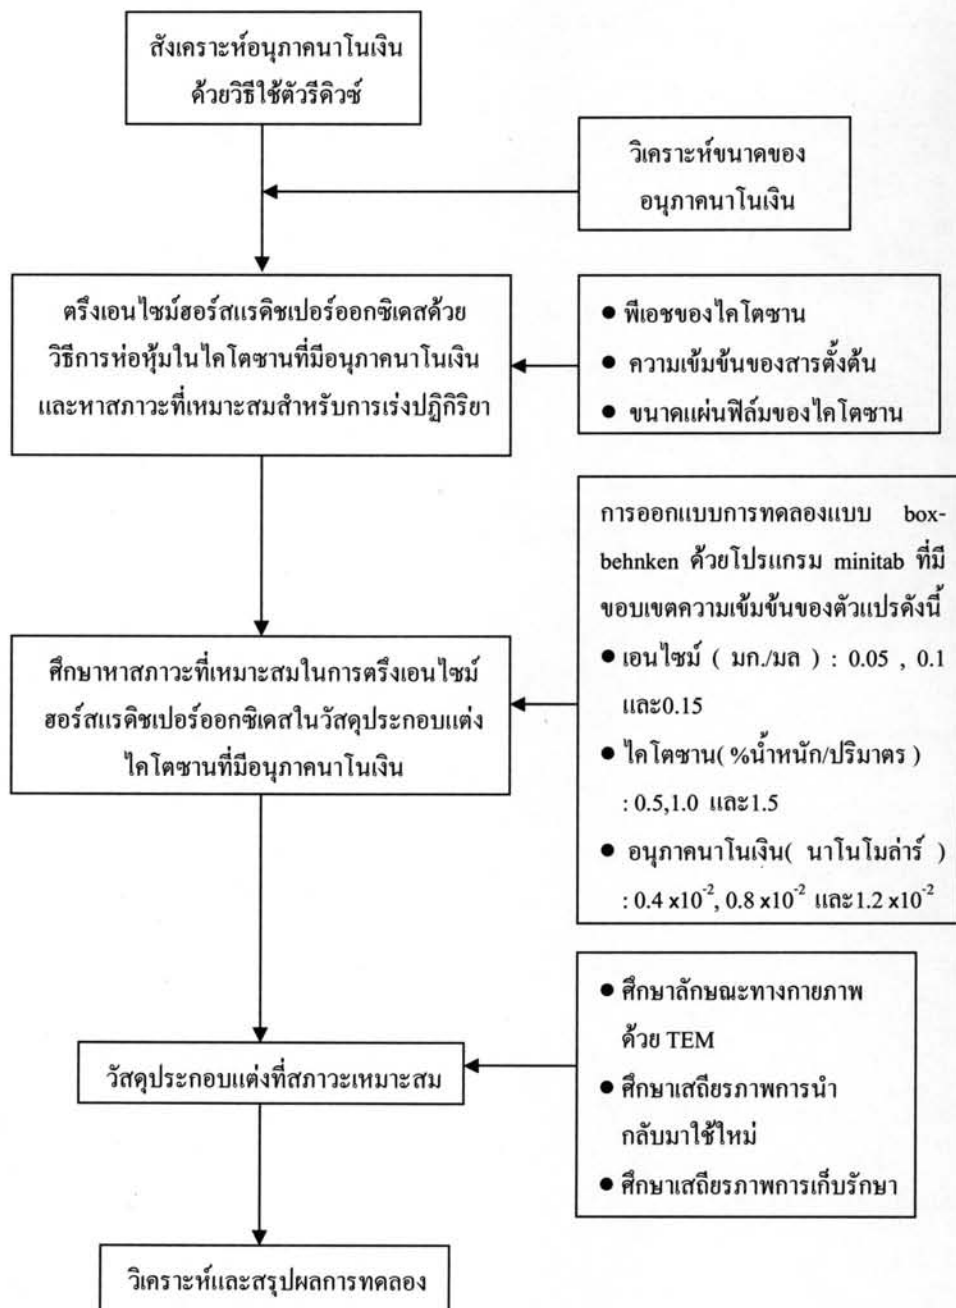 สังเคราะห์อนุภาคนาโนเงิน
ด้วยวิธีใช้ตัวรีดิวซ์
วิเคราะห์ขนาดของ
อนุภาคนาโนเงิน
ตรึงเอนไซม์ฮอร์สแรดิชเปอร์ออกซิเดสด้วย
วิธีการห่อหุ้มในไคโตซานที่มีอนุภาคนาโนเงิน
และหาสภาวะที่เหมาะสมสำหรับการเร่งปฏิกิริยา
● พีเอชของไคโตซาน
● ความเข้มข้นของสารตั้งต้น
● ขนาดแผ่นฟิล์มของไคโตซาน
การออกแบบการทดลองแบบ box-
behnken ด้วยโปรแกรม minitab ที่มี
ขอบเขตความเข้มข้นของตัวแปรดังนี้
● เอนไซม์ ( มก./มล ) : 0.05 , 0.1
และ0.15
● ไคโตซาน( %น้ำหนัก/ปริมาตร )
: 0.5,1.0 และ1.5
● อนุภาคนาโนเงิน( นาโนโมล่าร์ )
: 0.4 x10⁻², 0.8 x10⁻² และ1.2 x10⁻²
ศึกษาหาสภาวะที่เหมาะสมในการตรึงเอนไซม์
ฮอร์สแรดิชเปอร์ออกซิเดสในวัสดุประกอบแต่ง
ไคโตซานที่มีอนุภาคนาโนเงิน
● ศึกษาลักษณะทางกายภาพ
ด้วย TEM
● ศึกษาเสถียรภาพการนำ
กลับมาใช้ใหม่
● ศึกษาเสถียรภาพการเก็บรักษา
วัสดุประกอบแต่งที่สภาวะเหมาะสม
วิเคราะห์และสรุปผลการทดลอง